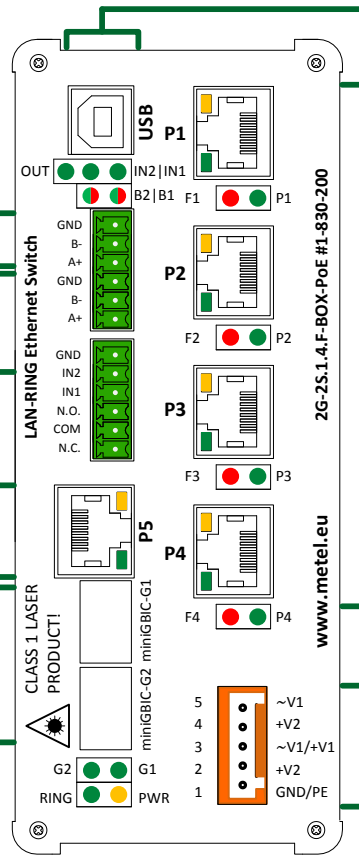 USB
OUT
IN2|IN1
B2|B1
GND
B-
A+
GND
B-
A+
GND
IN2
IN1
N.O.
COM
N.C.
LAN-RING Ethernet Switch
P1
F1
P1
P2
F2
P2
P3
F3
P3
P4
F4
P4
2G-2S.1.4.F-BOX-PoE #1-830-200
www.metel.eu
P5
miniGBIC-G1
miniGBIC-G2
CLASS 1 LASER
PRODUCT!
G2
G1
RING
PWR
5 ~V1
4 +V2
3 ~V1/+V1
2 +V2
1 GND/PE